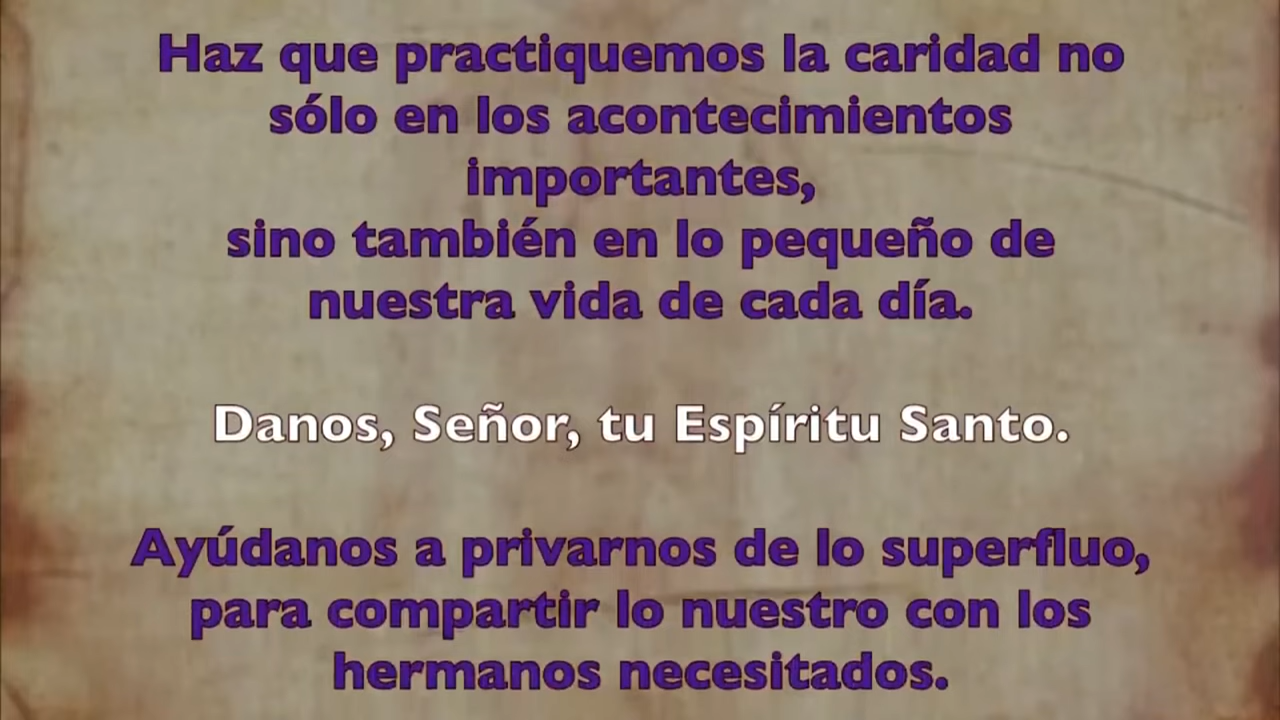 Haz que practiquemos la caridad no
sólo en los acontecimientos
importantes,
sino también en lo pequeño de
nuestra vida de cada día.
Danos, Señor, tu Espíritu Santo.
Ayúdanos a privarnos de lo superfluo,
para compartir lo nuestro con los
hermanos necesitados.